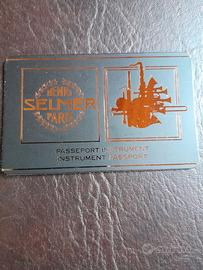 HENRI
SELMER
PARIS
PASSEPORT INSTRUMENT
INSTRUMENT PASSPORT